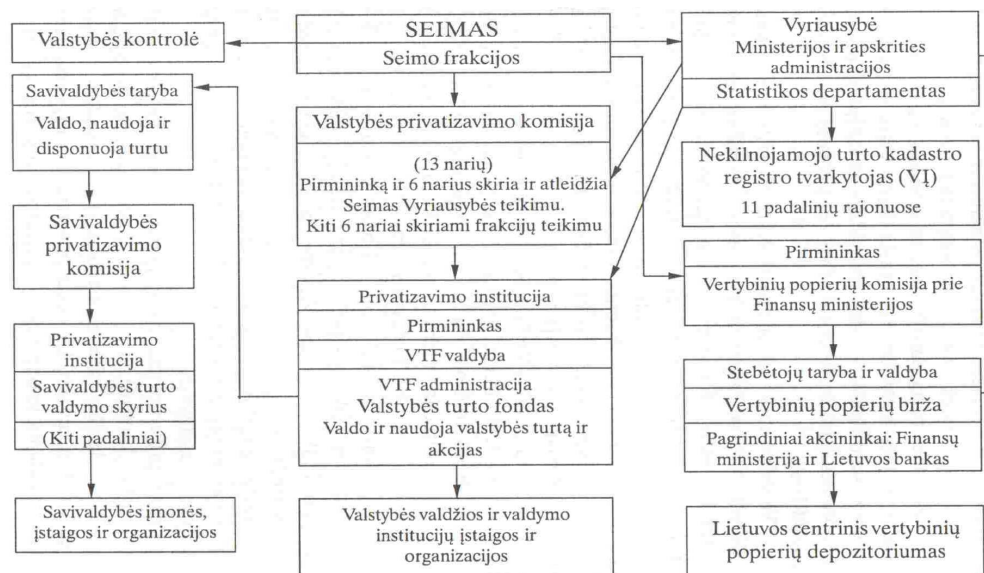 SEIMAS
Seimo frakcijos
Valstybės kontrolė
Savivaldybės taryba
Valdo, naudoja ir
disponuoja turtu
Savivaldybės
privatizavimo
komisija
Privatizavimo
institucija
Savivaldybės turto
valdymo skyrius
(Kiti padaliniai)
Savivaldybės įmonės,
įstaigos ir organizacijos
Valstybės privatizavimo komisija
(13 narių)
Pirmininką ir 6 narius skiria ir atleidžia
Seimas Vyriausybės teikimu.
Kiti 6 nariai skiriami frakcijų teikimu
Privatizavimo institucija
Pirmininkas
VTF valdyba
VTF administracija
Valstybės turto fondas
Valdo ir naudoja valstybės turtą ir
akcijas
Valstybės valdžios ir valdymo
institucijų įstaigos ir
organizacijos
Vyriausybė
Ministerijos ir apskrities
administracijos
Statistikos departamentas
Nekilnojamojo turto kadastro
registro tvarkytojas (VĮ)
11 padalinių rajonuose
Pirmininkas
Vertybinių popierių komisija prie
Finansų ministerijos
Stebėtojų taryba ir valdyba
Vertybinių popierių birža
Pagrindiniai akcininkai: Finansų
ministerija ir Lietuvos bankas
Lietuvos centrinis vertybinių
popierių depozitoriumas